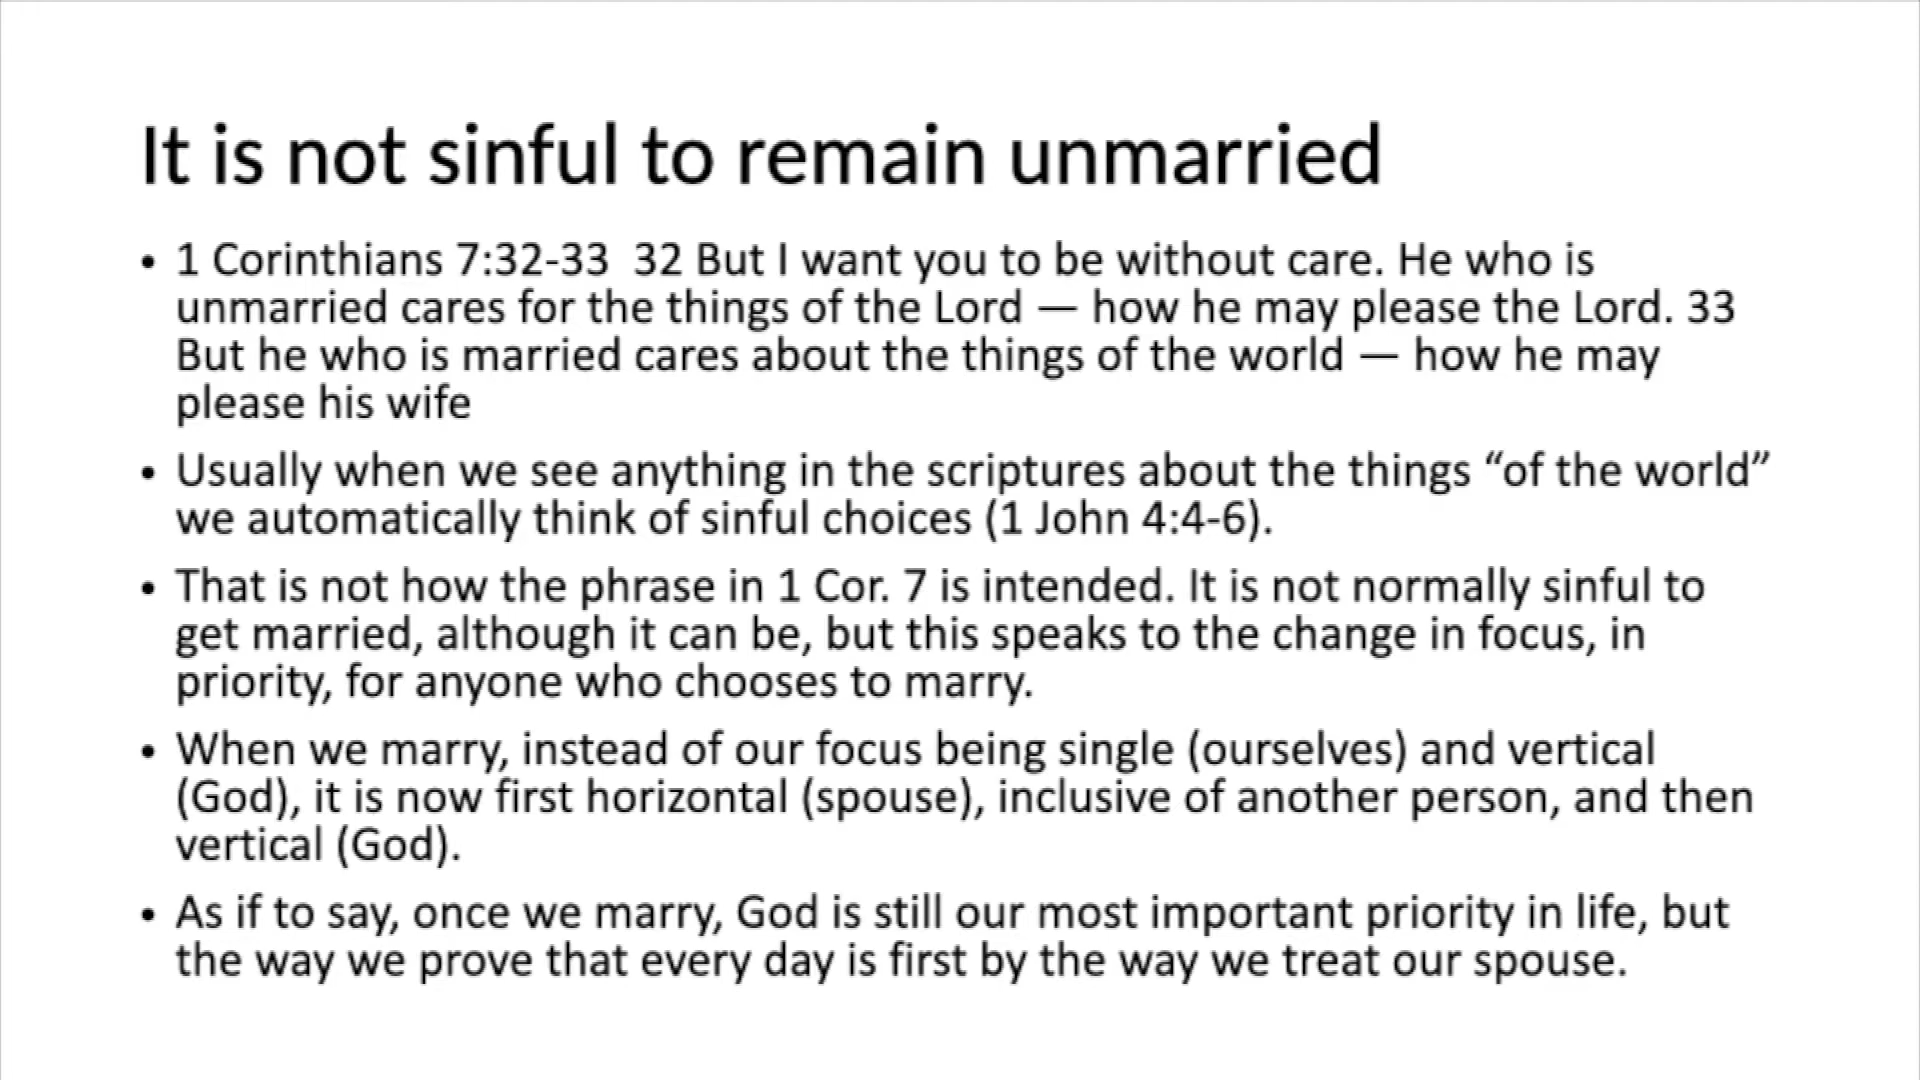 It is not sinful to remain unmarried
• 1 Corinthians 7:32-33  32 But I want you to be without care. He who is
unmarried cares for the things of the Lord — how he may please the Lord. 33
But he who is married cares about the things of the world — how he may
please his wife
• Usually when we see anything in the scriptures about the things “of the world”
we automatically think of sinful choices (1 John 4:4-6).
• That is not how the phrase in 1 Cor. 7 is intended. It is not normally sinful to
get married, although it can be, but this speaks to the change in focus, in
priority, for anyone who chooses to marry.
• When we marry, instead of our focus being single (ourselves) and vertical
(God), it is now first horizontal (spouse), inclusive of another person, and then
vertical (God).
• As if to say, once we marry, God is still our most important priority in life, but
the way we prove that every day is first by the way we treat our spouse.